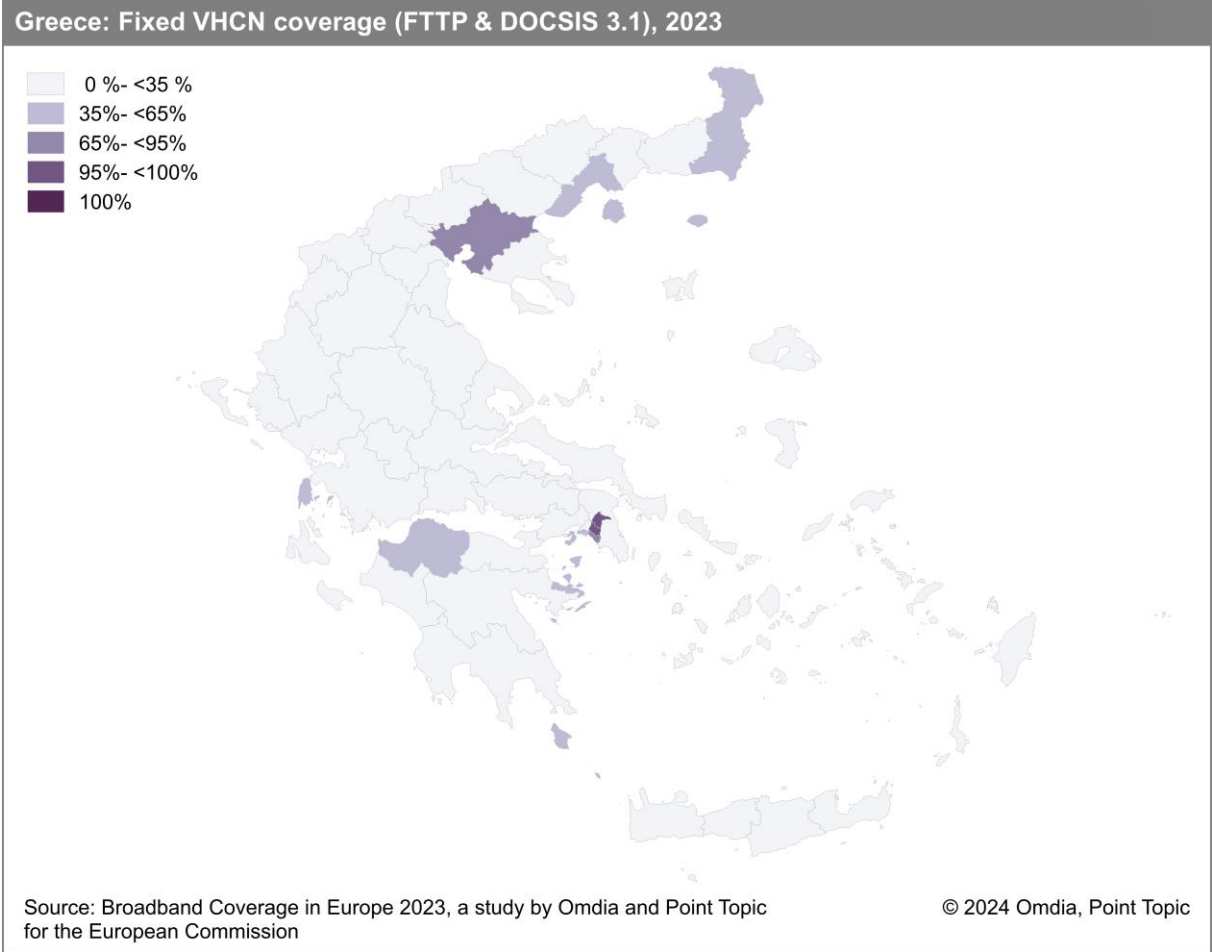 Greece: Fixed VHCN coverage (FTTP & DOCSIS 3.1), 2023
0 %- <35 %
35%- <65%
65%- <95%
95%- <100%
100%
Source: Broadband Coverage in Europe 2023, a study by Omdia and Point Topic
for the European Commission
© 2024 Omdia, Point Topic